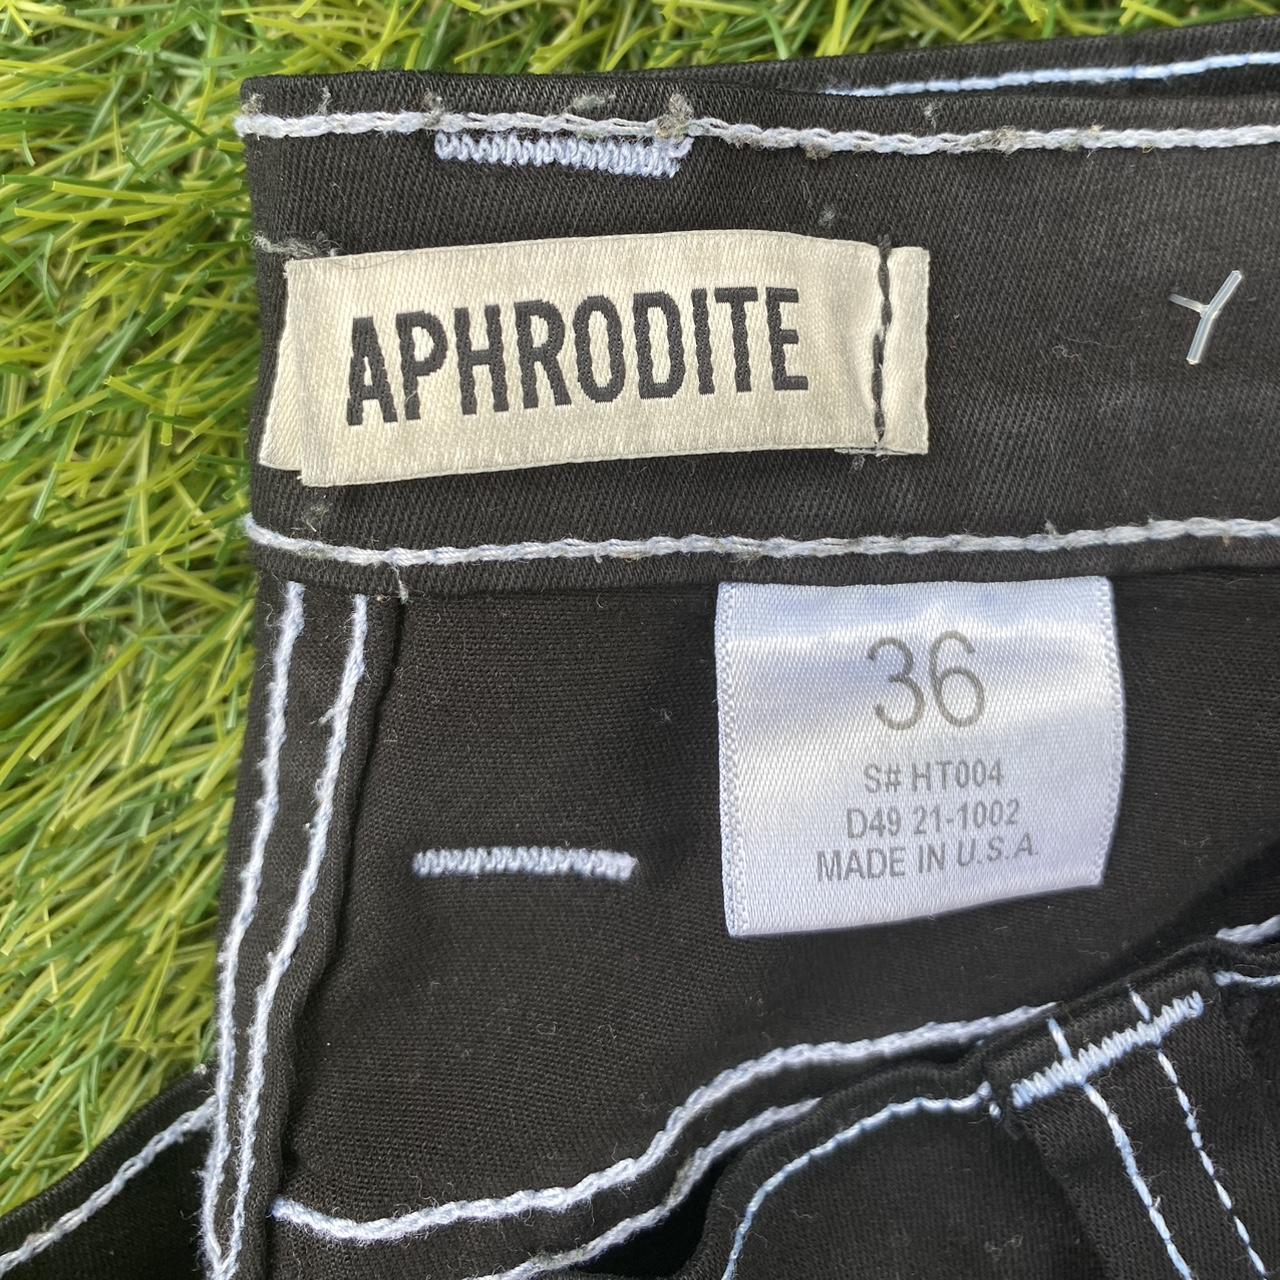 APHRODITE
36
S# HT004
D49 21-1002
MADE IN U.S.A.